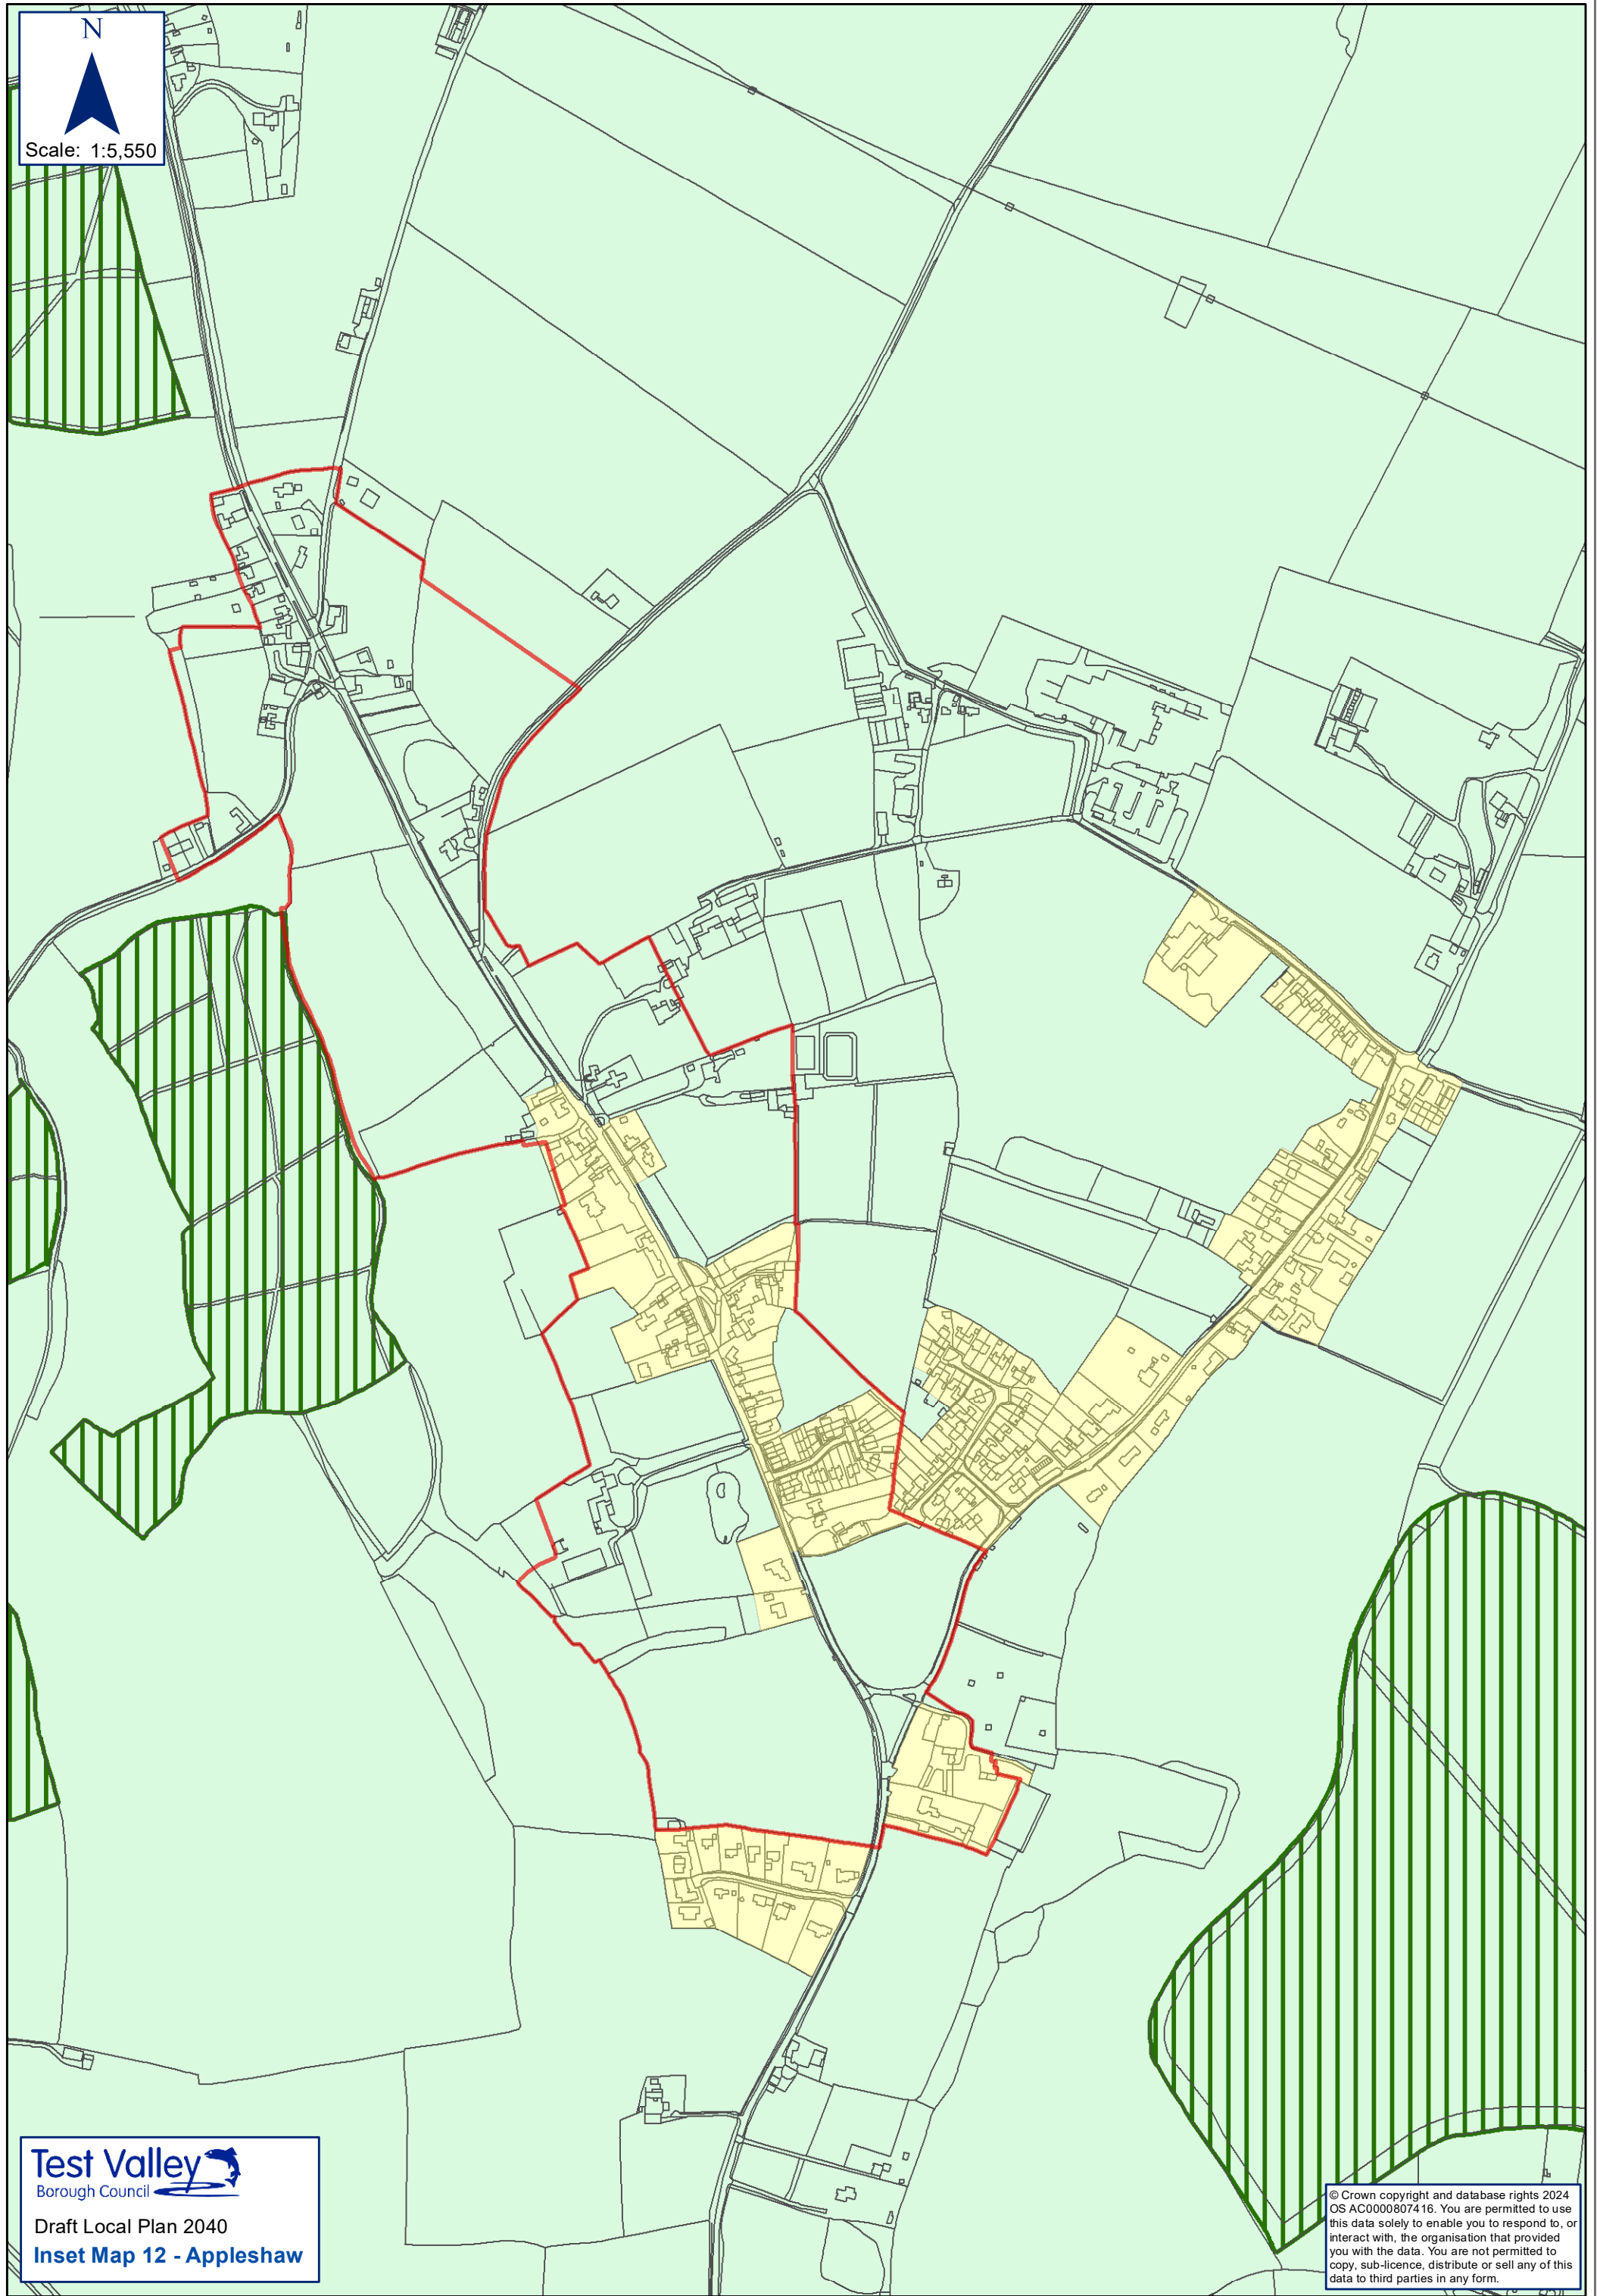 N
Scale: 1:5,550
Test Valley
Borough Council
Draft Local Plan 2040
Inset Map 12 - Appleshaw
© Crown copyright and database rights 2024
OS AC0000807416. You are permitted to use
this data solely to enable you to respond to, or
interact with, the organisation that provided
you with the data. You are not permitted to
copy, sub-licence, distribute or sell any of this
data to third parties in any form.